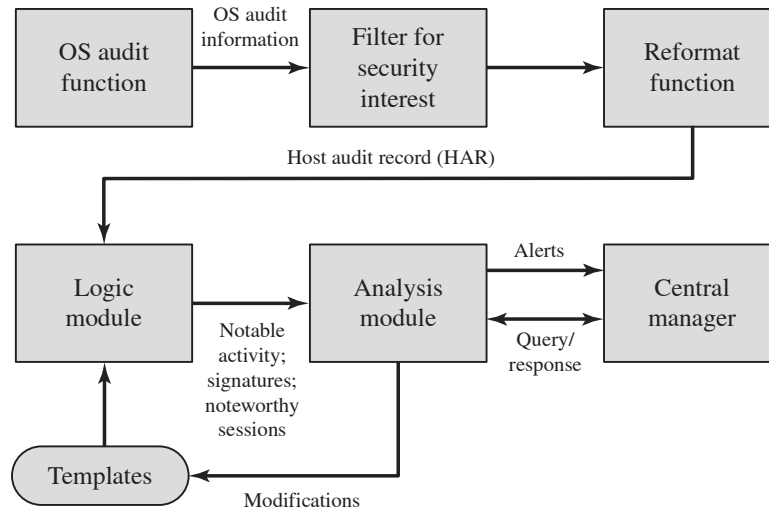 OS audit
function
OS audit
information
Filter for
security
interest
Reformat
function
Host audit record (HAR)
Logic
module
Notable
activity;
signatures;
noteworthy
sessions
Analysis
module
Alerts
Query/
response
Central
manager
Templates
Modifications